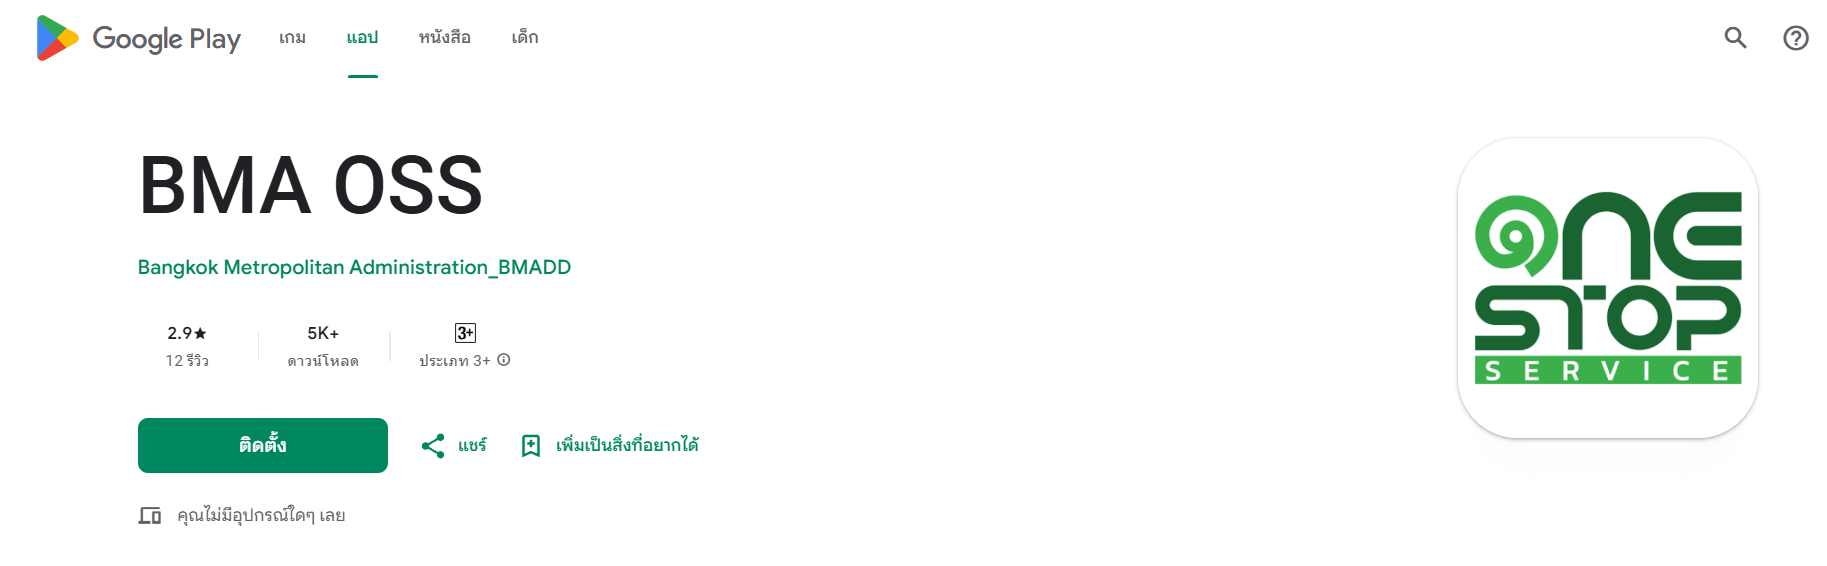 Google Play เกม แอป หนังสือ เด็ก
BMA OSS
Bangkok Metropolitan Administration_BMADD
2.9★ 5K+ 3+
12 รีวิว ดาวน์โหลด ประเภท 3+
ติดตั้ง แชร์ เพิ่มเป็นสิ่งที่อยากได้
คุณไม่มีอุปกรณ์ใดๆ เลย
ONE
STOP
SERVICE